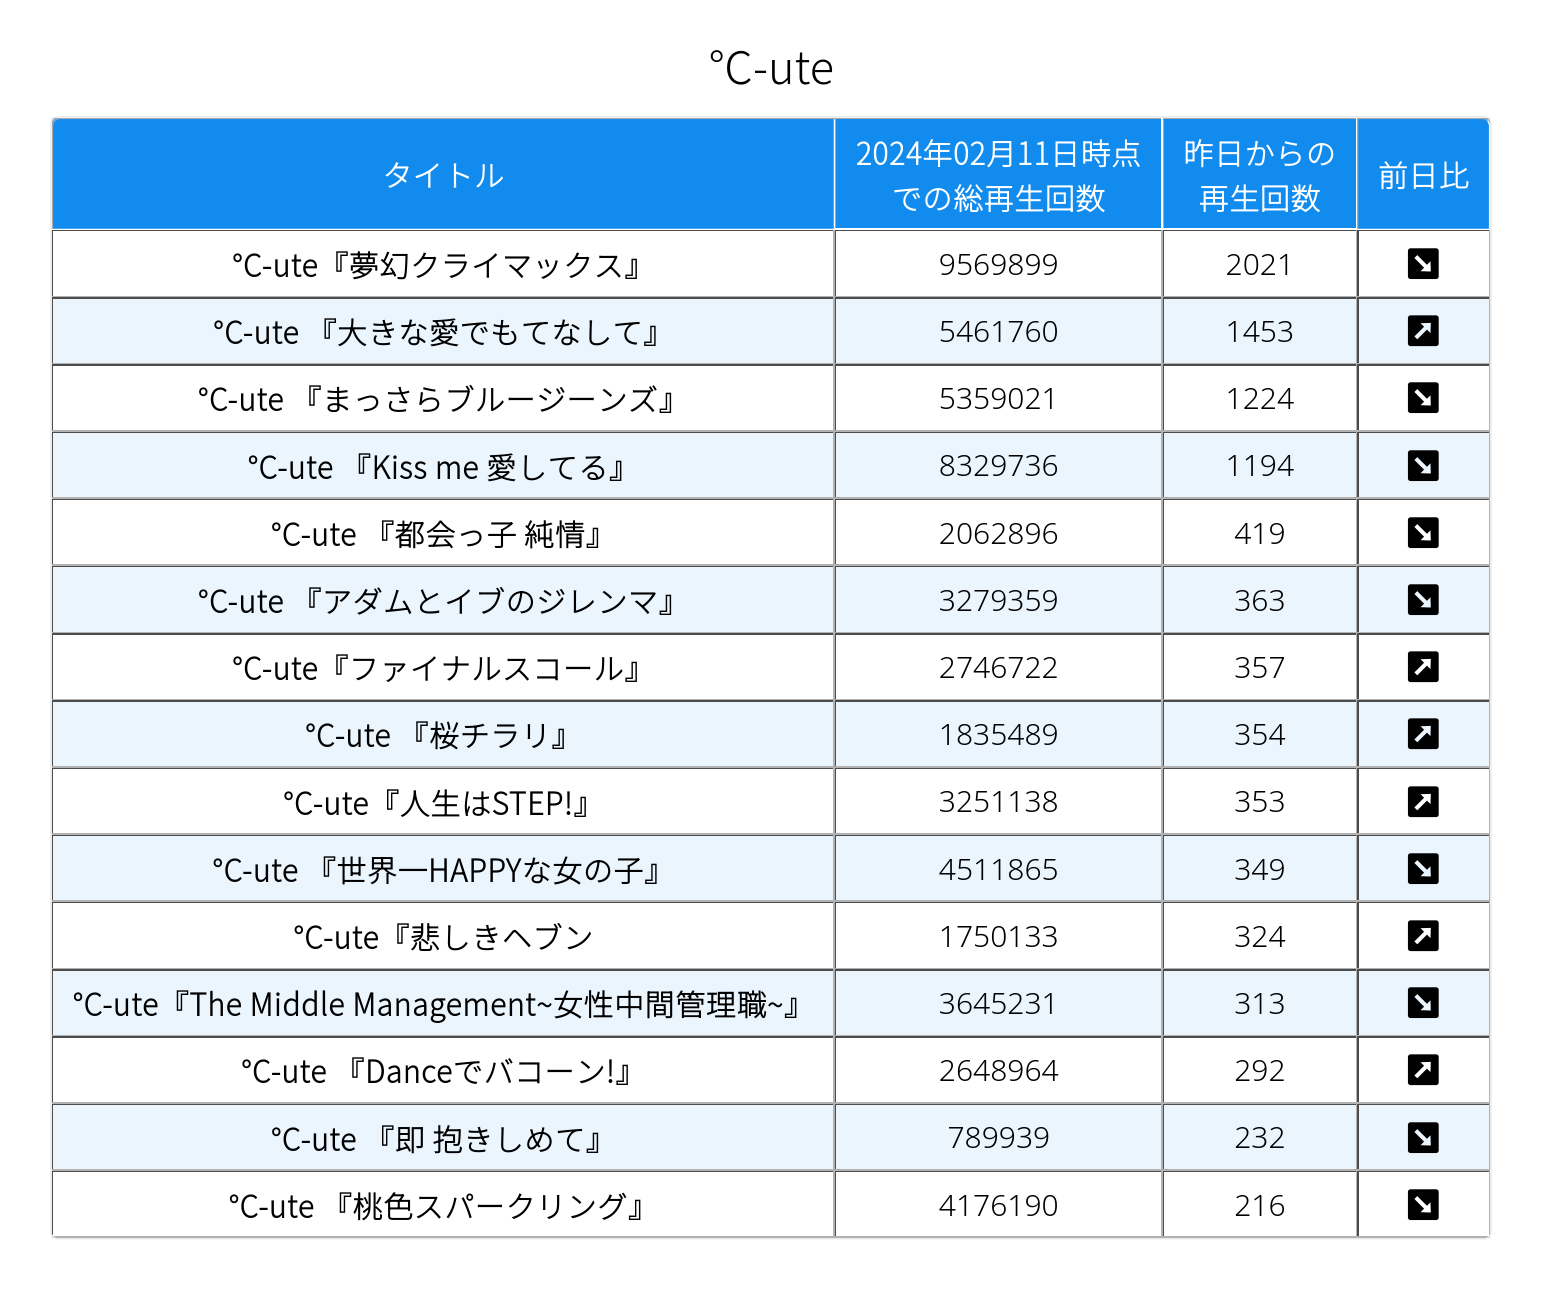 ℃-ute
タイトル
2024年02月11日時点
での総再生回数
昨日からの
再生回数
前日比
℃-ute『夢幻クライマックス』 9569899 2021 ↘
℃-ute 『大きな愛でもてなして』 5461760 1453 ↗
℃-ute 『まっさらブルージーンズ』 5359021 1224 ↘
℃-ute 『Kiss me 愛してる』 8329736 1194 ↘
℃-ute 『都会っ子 純情』 2062896 419 ↘
℃-ute 『アダムとイブのジレンマ』 3279359 363 ↘
℃-ute『ファイナルスコール』 2746722 357 ↗
℃-ute 『桜チラリ』 1835489 354 ↗
℃-ute『人生はSTEP!』 3251138 353 ↗
℃-ute 『世界一HAPPYな女の子』 4511865 349 ↘
℃-ute『悲しきヘブン 1750133 324 ↗
℃-ute『The Middle Management~女性中間管理職~』 3645231 313 ↘
℃-ute 『Danceでバコーン!』 2648964 292 ↗
℃-ute 『即 抱きしめて』 789939 232 ↘
℃-ute 『桃色スパークリング』 4176190 216 ↘